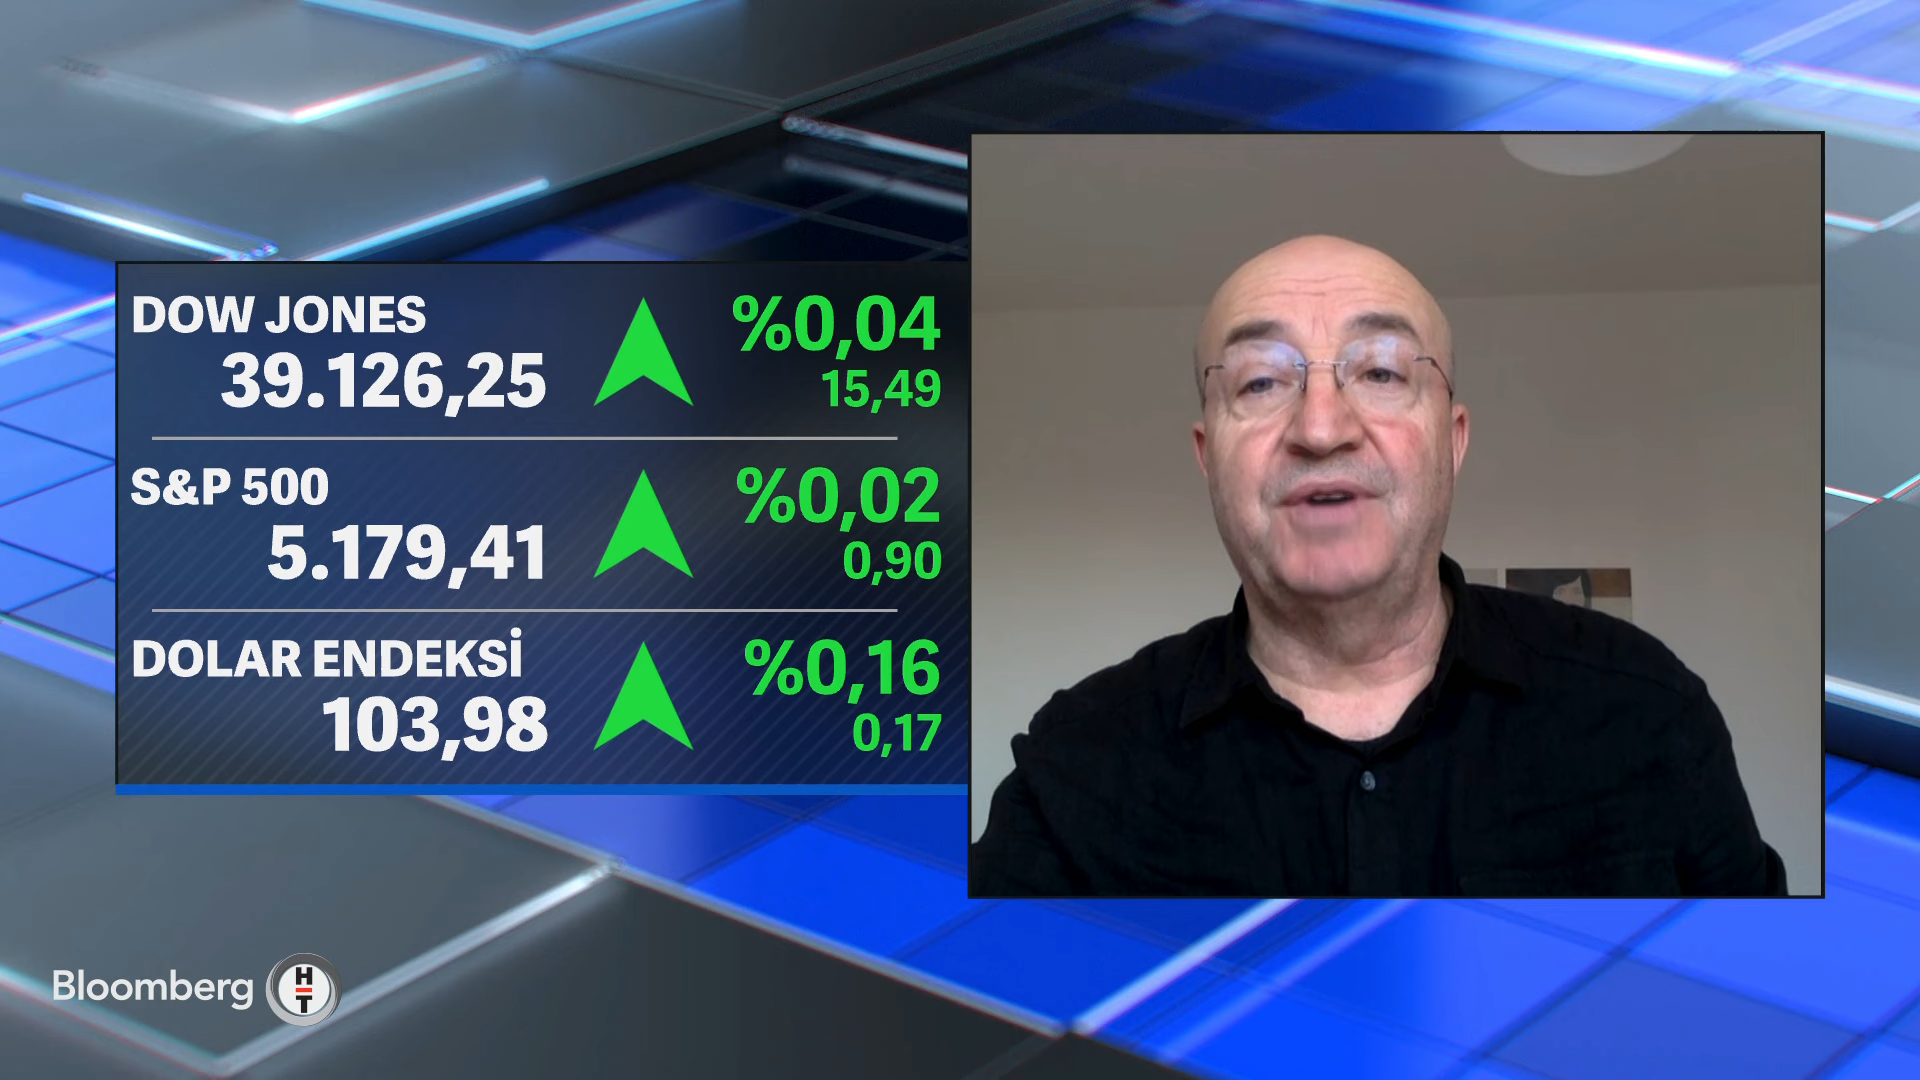 DOW JONES
39.126,25
%0,04
15,49
S&P 500
5.179,41
%0,02
0,90
DOLAR ENDEKSİ
103,98
%0,16
0,17
Bloomberg HT